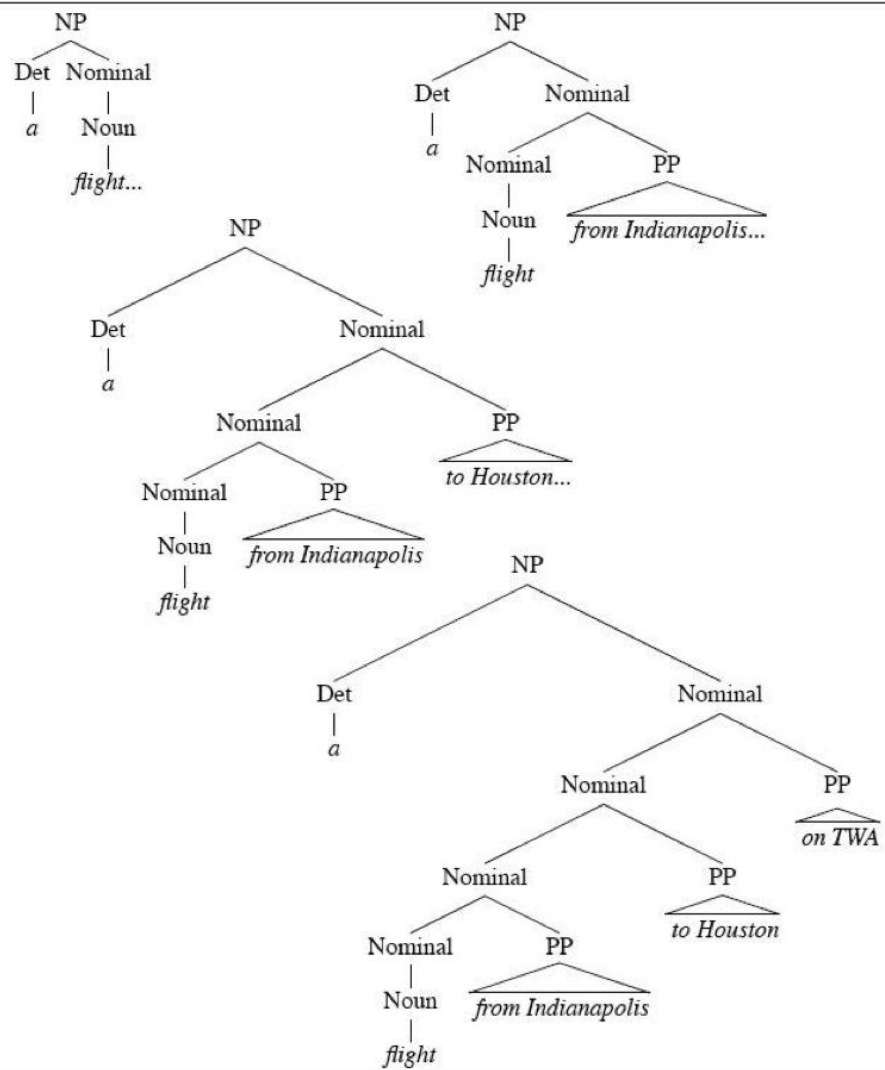 NP
Det Nominal
a Noun
flight...
NP
Det Nominal
a
Nominal PP
Noun from Indianapolis...
flight
NP
Det Nominal
a
Nominal PP
to Houston...
Nominal PP
Noun from Indianapolis
flight
NP
Det Nominal
a
Nominal PP
on TWA
Nominal PP
to Houston
Nominal PP
Noun from Indianapolis
flight